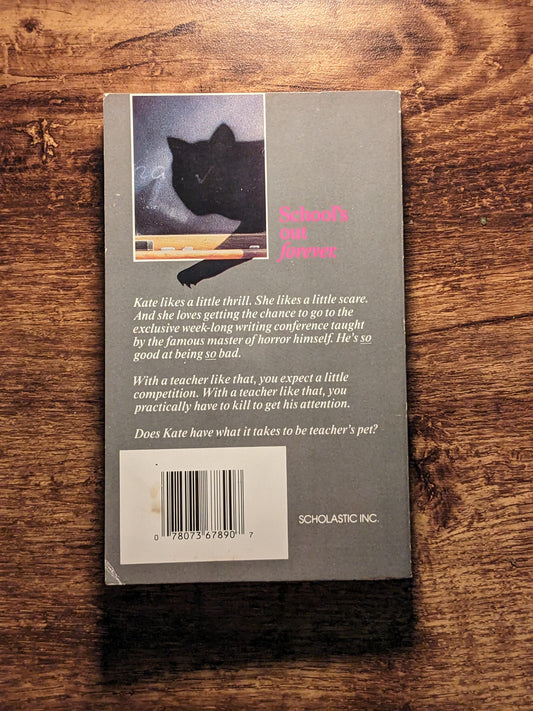 School's
out
forever.
Kate likes a little thrill. She likes a little scare.
And she loves getting the chance to go to the
exclusive week-long writing conference taught
by the famous master of horror himself. He's so
good at being so bad.
With a teacher like that, you expect a little
competition. With a teacher like that, you
practically have to kill to get his attention.
Does Kate have what it takes to be teacher's pet?
0 78073 67890 7
SCHOLASTIC INC.